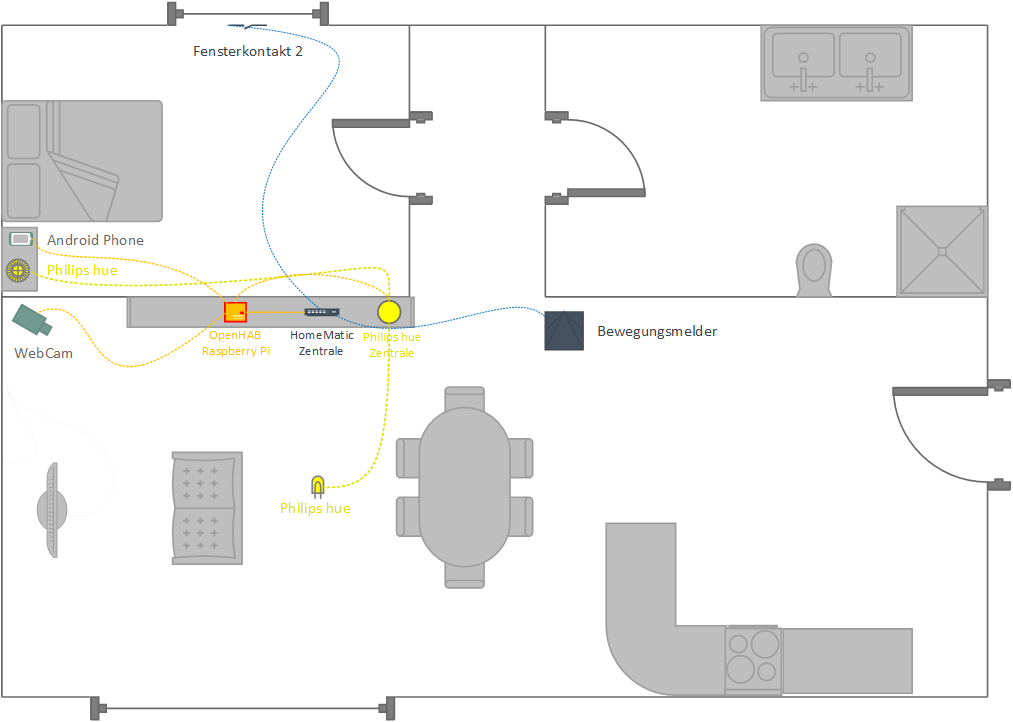 Fensterkontakt 2
Android Phone
Philips hue
WebCam
OpenHAB
Raspberry Pi
HomeMatic
Zentrale
Philips hue
Zentrale
Bewegungsmelder
Philips hue